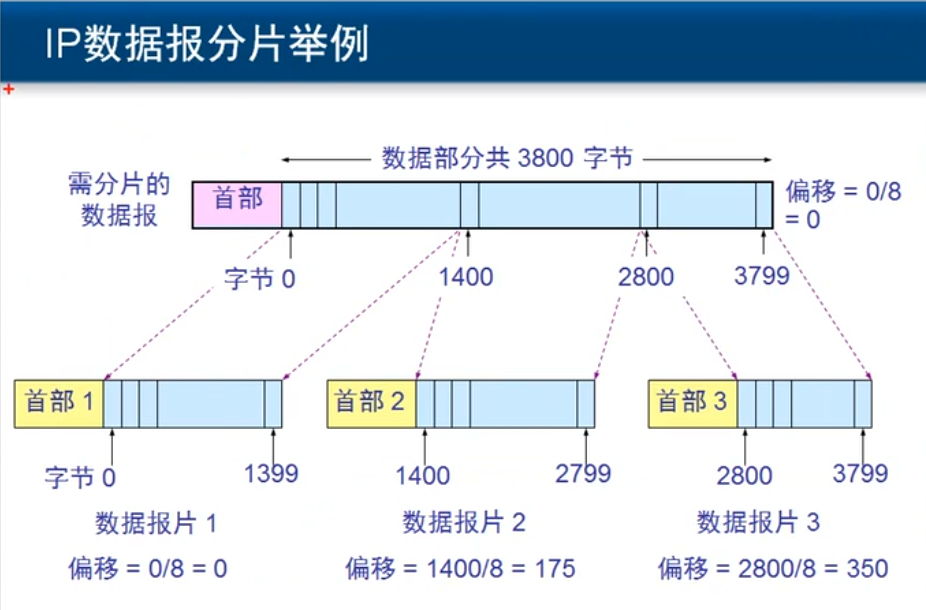 IP数据报分片举例
数据部分共 3800 字节
需分片的
数据报
首部
偏移 = 0/8
= 0
字节 0
1400
2800
3799
首部 1
首部 2
首部 3
字节 0
1399
1400
2799
2800
3799
数据报片 1
数据报片 2
数据报片 3
偏移 = 0/8 = 0
偏移 = 1400/8 = 175
偏移 = 2800/8 = 350